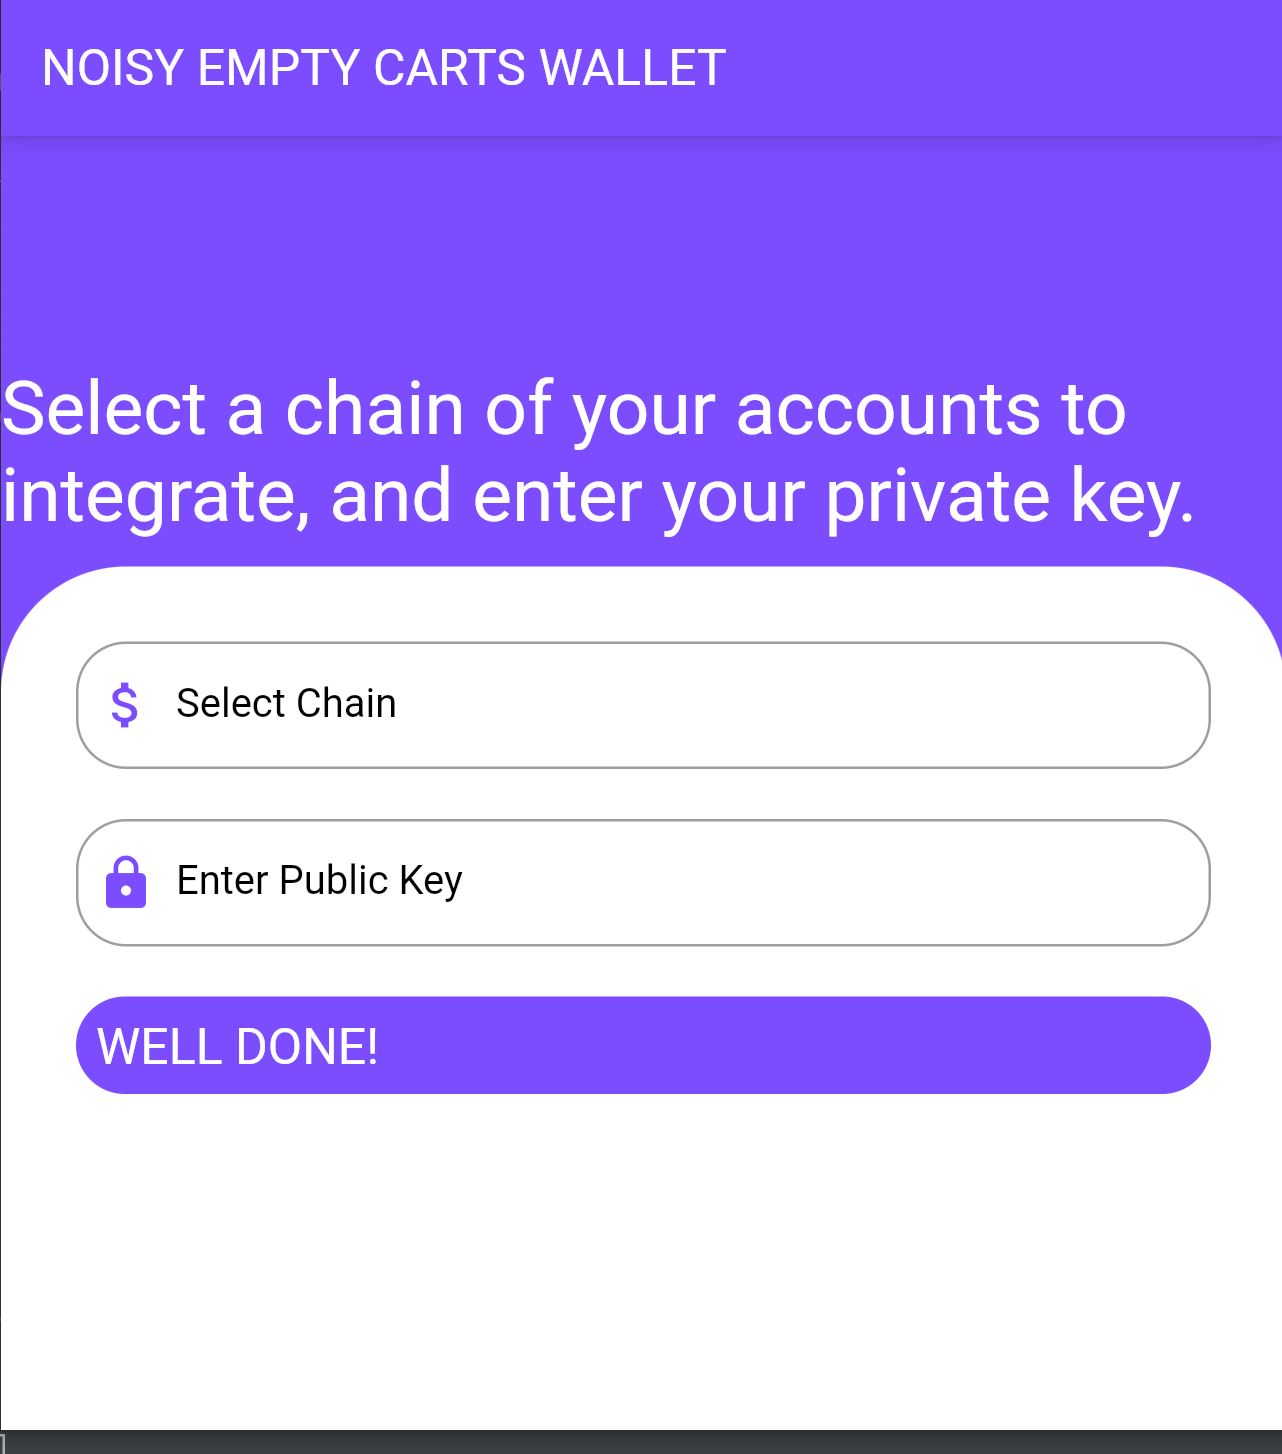 NOISY EMPTY CARTS WALLET
Select a chain of your accounts to
integrate, and enter your private key.
$ Select Chain
Enter Public Key
WELL DONE!